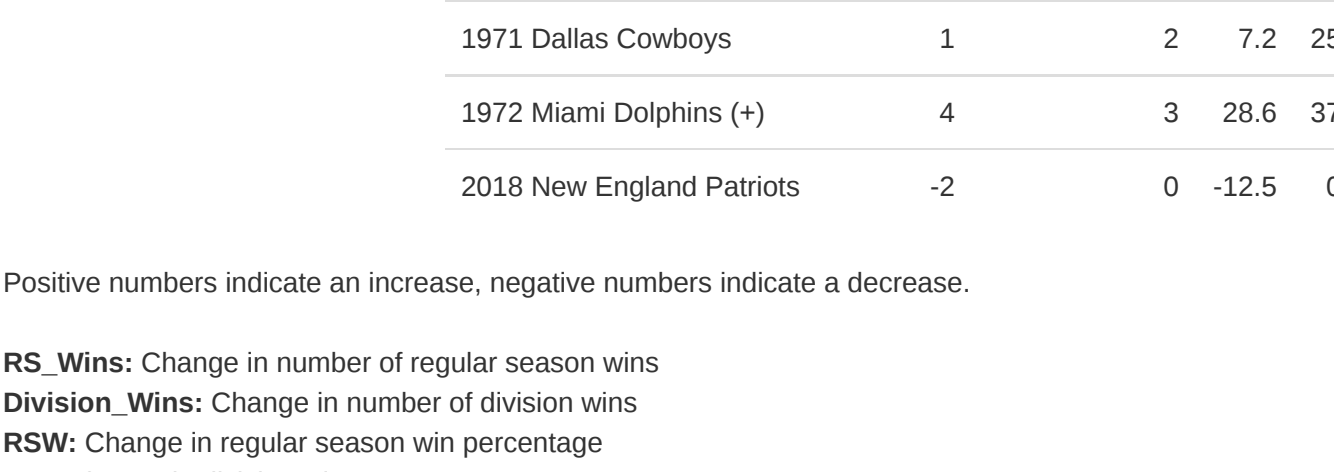 1971 Dallas Cowboys 1 2 7.2
1972 Miami Dolphins (+) 4 3 28.6
2018 New England Patriots -2 0 -12.5
Positive numbers indicate an increase, negative numbers indicate a decrease.
RS_Wins: Change in number of regular season wins
Division_Wins: Change in number of division wins
RSW: Change in regular season win percentage